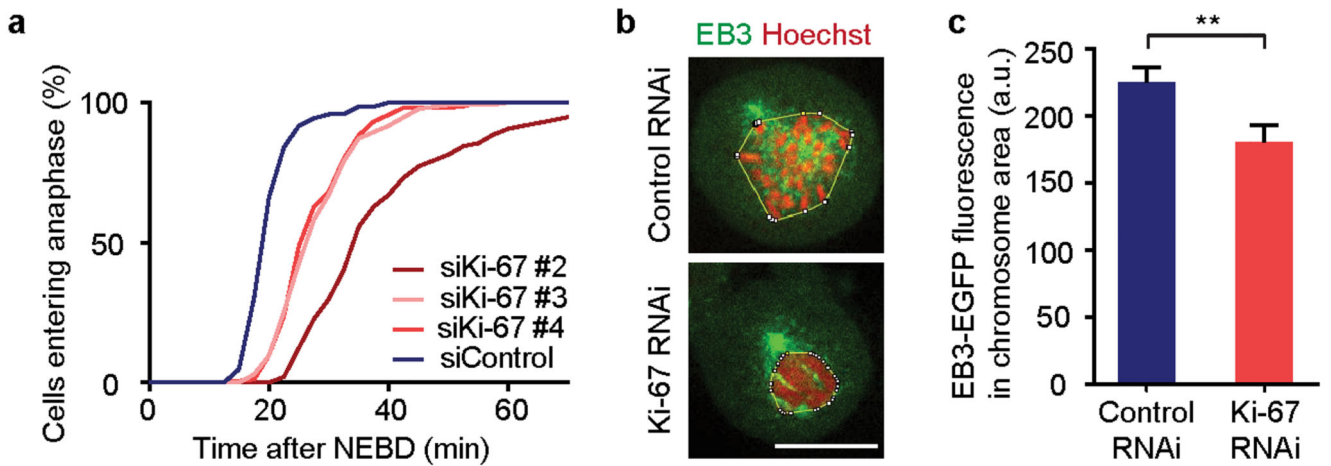 a
Cells entering anaphase (%)
100
50
0
0
20
40
60
Time after NEBD (min)
siKi-67 #2
siKi-67 #3
siKi-67 #4
siControl
b
EB3 Hoechst
Control RNAi
Ki-67 RNAi
c
EB3-EGFP fluorescence
in chromosome area (a.u.)
250
200
150
200
250
50
0
**
Control
RNAi
Ki-67
RNAi